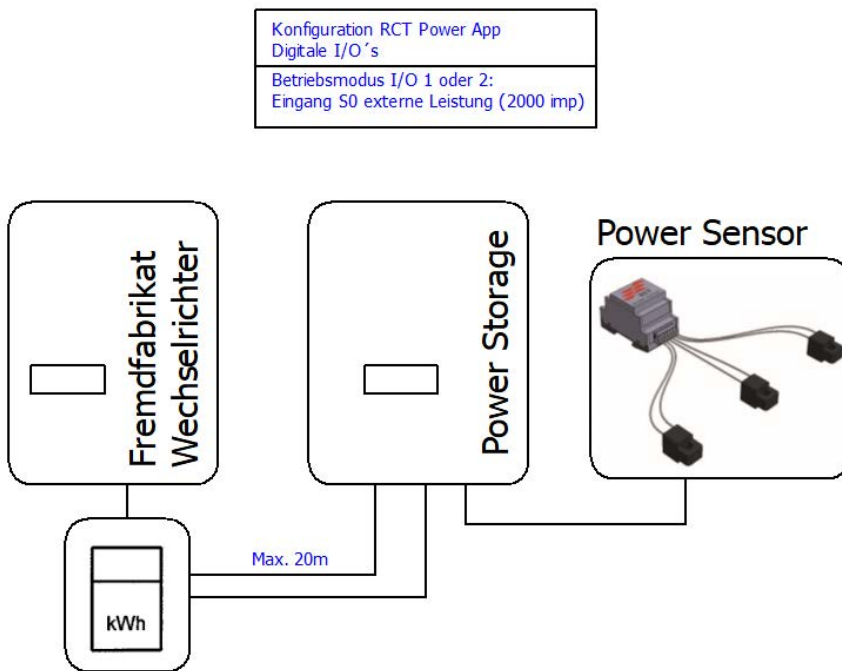 Konfiguration RCT Power App
Digitale I/O´s
Betriebsmodus I/O 1 oder 2:
Eingang S0 externe Leistung (2000 imp)
Fremdfabrikat
Wechselrichter
Power Storage
Power Sensor
Max. 20m
kWh